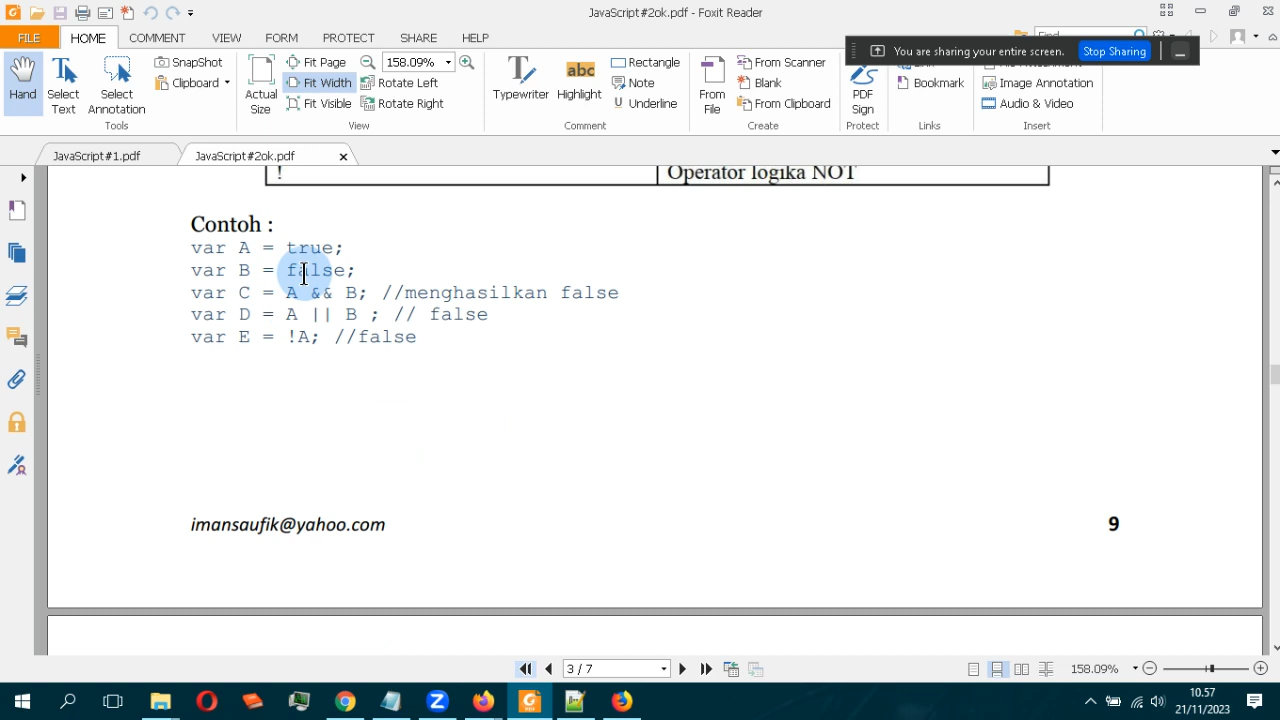 JavaScript#2ok.pdf - Foxit Reader
FILE
HOME
COMMENT
VIEW
FORM
PROTECT
SHARE
HELP
Find
You are sharing your entire screen.
Stop Sharing
Hand
Select Text
Select Annotation
SnapShot
Clipboard
Tools
Actual Size
Fit Page
Fit Width
Fit Visible
158.09%
Rotate Left
Rotate Right
View
Typewriter
abc
Highlight
Rectangle
Note
U Underline
Comment
From File
From Scanner
Blank
From Clipboard
Create
PDF Sign
Protect
Bookmark
Links
Image Annotation
Audio & Video
Insert
JavaScript#1.pdf
JavaScript#2ok.pdf
! Operator logika NOT
Contoh :
var A = true;
var B = false;
var C = A && B; //menghasilkan false
var D = A || B ; // false
var E = !A; //false
imansaufik@yahoo.com
9
3 / 7
158.09%
10.57
21/11/2023